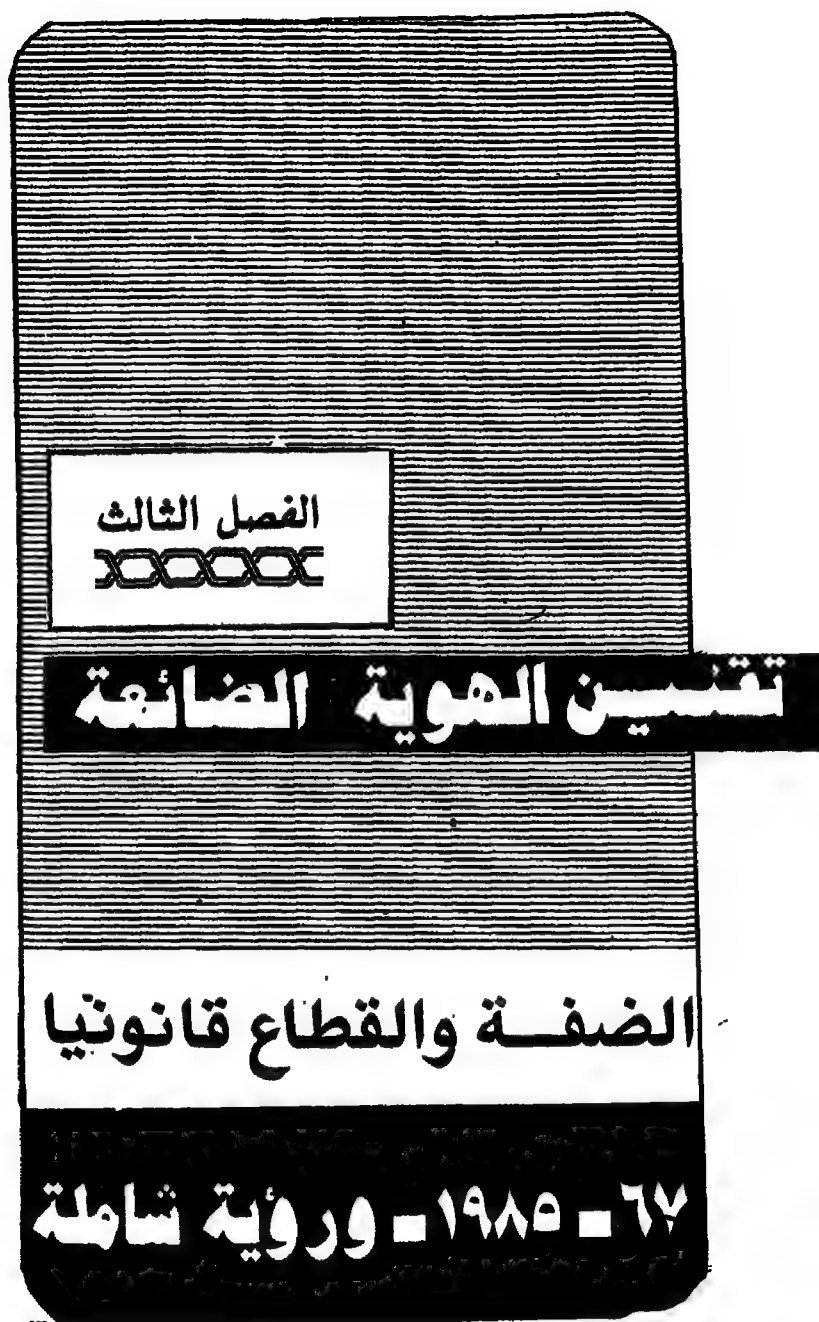 الفصل الثالث
تقنين الهوية الضائعة
الضفة والقطاع قانونيا
٦٧ - ١٩٨٥ - ورؤية شاملة